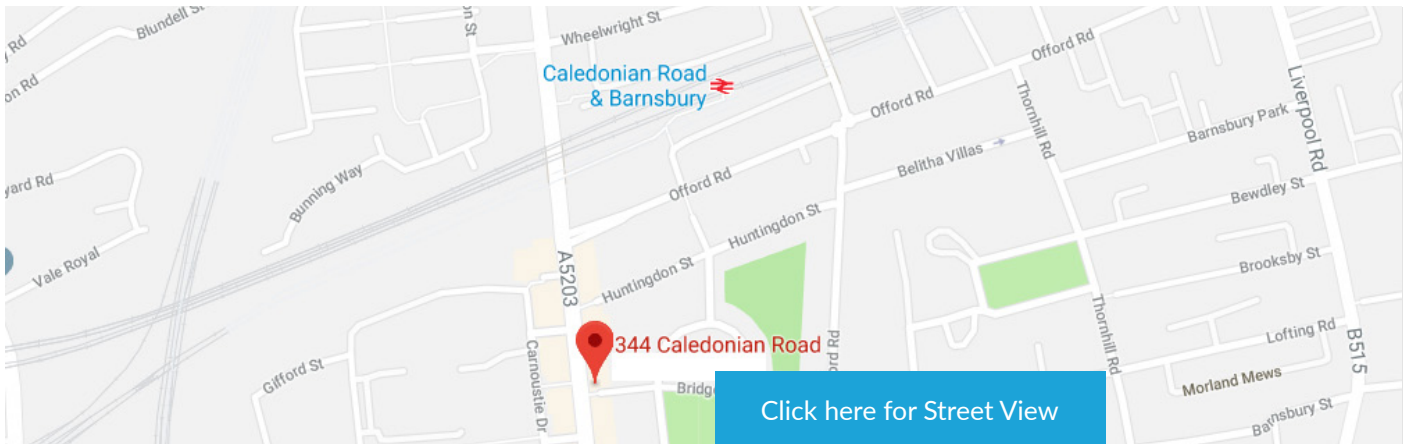 Blundell St
Wheelwright St
Offord Rd
Caledonian Road
& Barnsbury
Thornhill Rd
Liverpool Rd
Offord Rd
Barnsbury Park
Belitha Villas
Bunning Way
Offord Rd
Bewdley St
Huntingdon St
Vale Royal
A5203
Huntingdon St
Brooksby St
Thornhill Rd
Lofting Rd
B515
344 Caledonian Road
Gifford St
Carnoustie Dr
Morland Mews
Click here for Street View
Barnsbury St